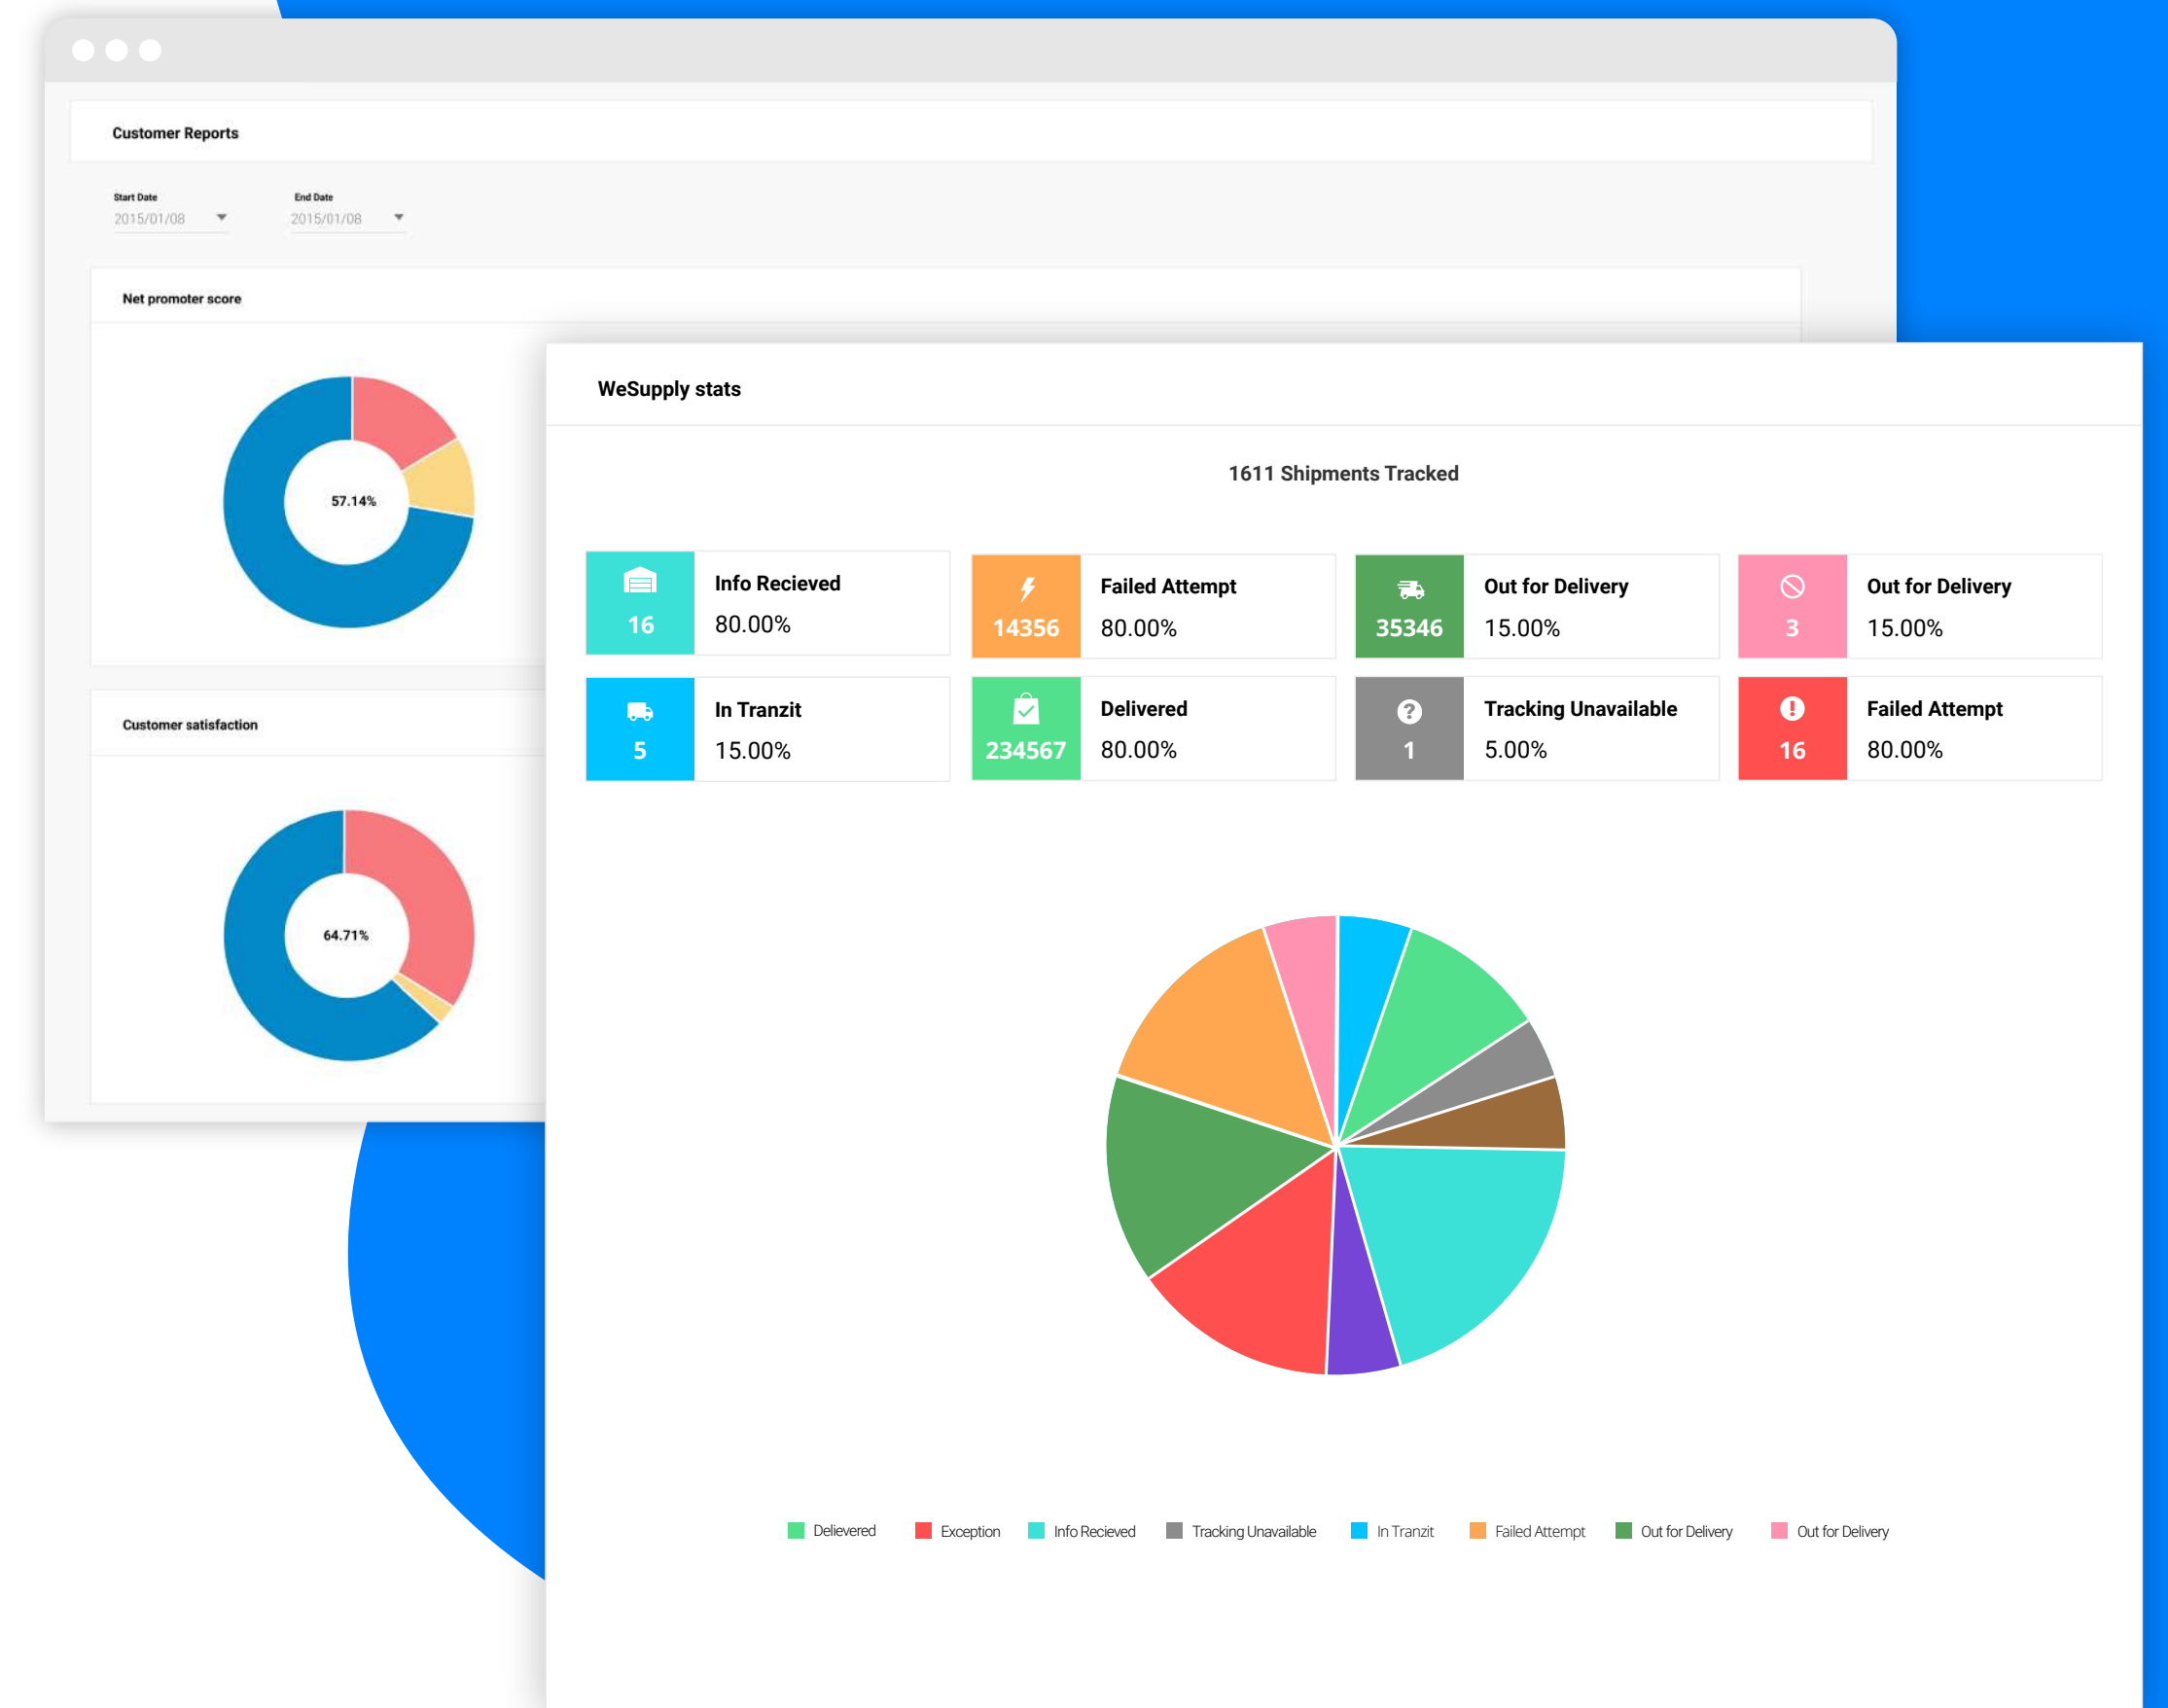 Customer Reports
Start Date
End Date
2015/01/08
2015/01/08
Net promoter score
57.14%
Customer satisfaction
64.71%
WeSupply stats
1611 Shipments Tracked
16
Info Recieved
80.00%
14356
Failed Attempt
80.00%
35346
Out for Delivery
15.00%
3
Out for Delivery
15.00%
5
In Tranzit
15.00%
234567
Delivered
80.00%
1
Tracking Unavailable
5.00%
16
Failed Attempt
80.00%
Delievered
Exception
Info Recieved
Tracking Unavailable
In Tranzit
Failed Attempt
Out for Delivery
Out for Delivery